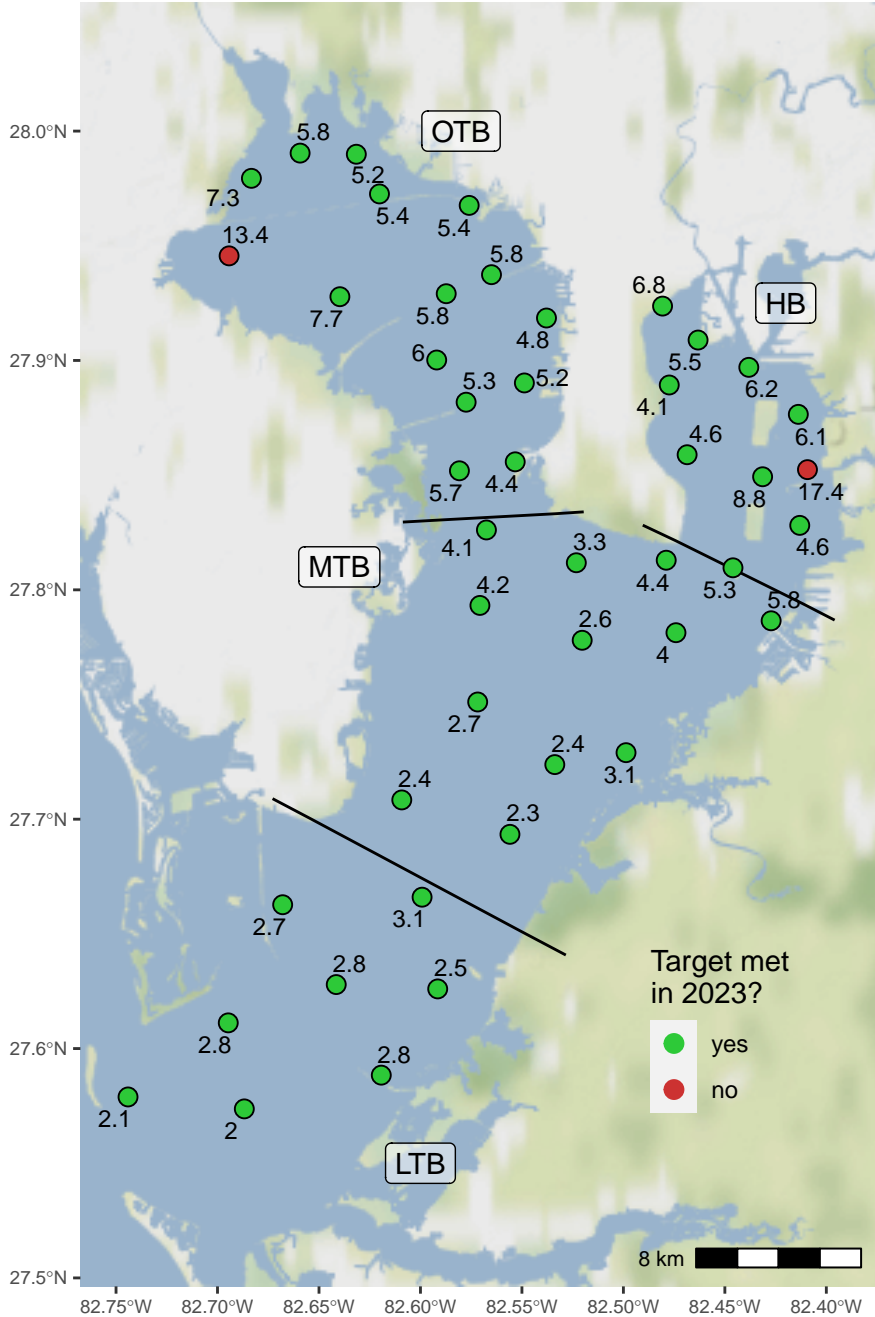 OTB
5.8
5.2
7.3
5.4
5.4
13.4
5.8
7.7
5.8
4.8
6
5.3
5.2
5.7
4.4
HB
6.8
5.5
6.2
4.1
6.1
4.6
8.8
17.4
4.6
MTB
4.1
3.3
4.4
5.3
5.8
4.2
2.6
4
2.7
2.4
3.1
2.4
2.3
2.7
3.1
2.8
2.5
2.8
2.8
2.1
2
LTB
Target met
in 2023?
yes
no
8 km
28.0°N
27.9°N
27.8°N
27.7°N
27.6°N
27.5°N
82.75°W
82.70°W
82.65°W
82.60°W
82.55°W
82.50°W
82.45°W
82.40°W